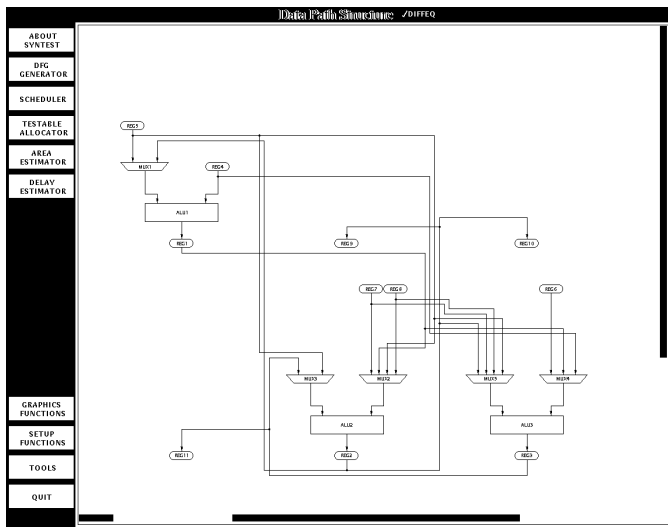 Data Path Structure ✓DIFFEQ
ABOUT
SYNTEST
DFG
GENERATOR
SCHEDULER
TESTABLE
ALLOCATOR
AREA
ESTIMATOR
DELAY
ESTIMATOR
GRAPHICS
FUNCTIONS
SETUP
FUNCTIONS
TOOLS
QUIT
REG5
MUX1
REG4
ALU1
REG1
REG9
REG10
REG7
REG8
REG6
MUX3
MUX2
MUX5
MUX4
ALU2
ALU3
REG11
REG2
REG3